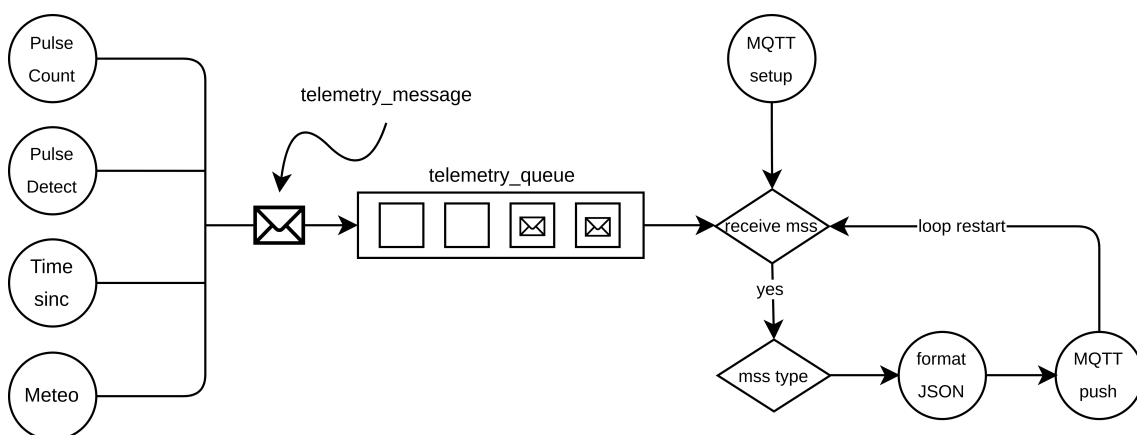 Pulse
Count
Pulse
Detect
Time
sinc
Meteo
telemetry_message
telemetry_queue
MQTT
setup
receive mss
loop restart
yes
mss type
format
JSON
MQTT
push